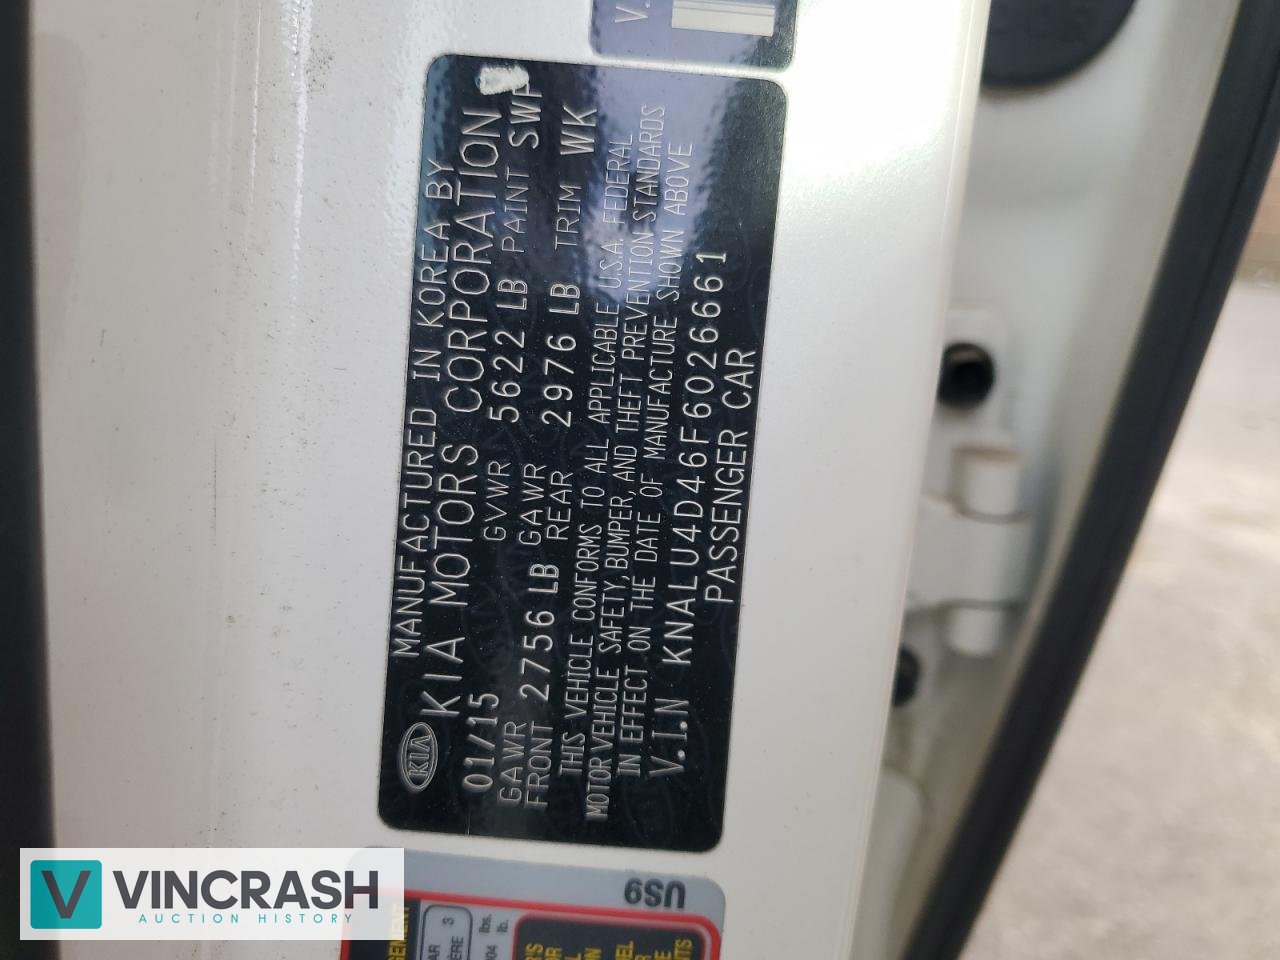 MANUFACTURED IN KOREA BY
KIA MOTORS CORPORATION
KIA
01/15 GVWR 5622 LB PAINT SWP
GAWR FRONT 2756 LB GAWR REAR 2976 LB TRIM WK
THIS VEHICLE CONFORMS TO ALL APPLICABLE U.S.A. FEDERAL
MOTOR VEHICLE SAFETY, BUMPER, AND THEFT PREVENTION STANDARDS
IN EFFECT ON THE DATE OF MANUFACTURE SHOWN ABOVE
V.I.N KNALU4D46F6026661
PASSENGER CAR
US9
V VINCRASH
AUCTION HISTORY